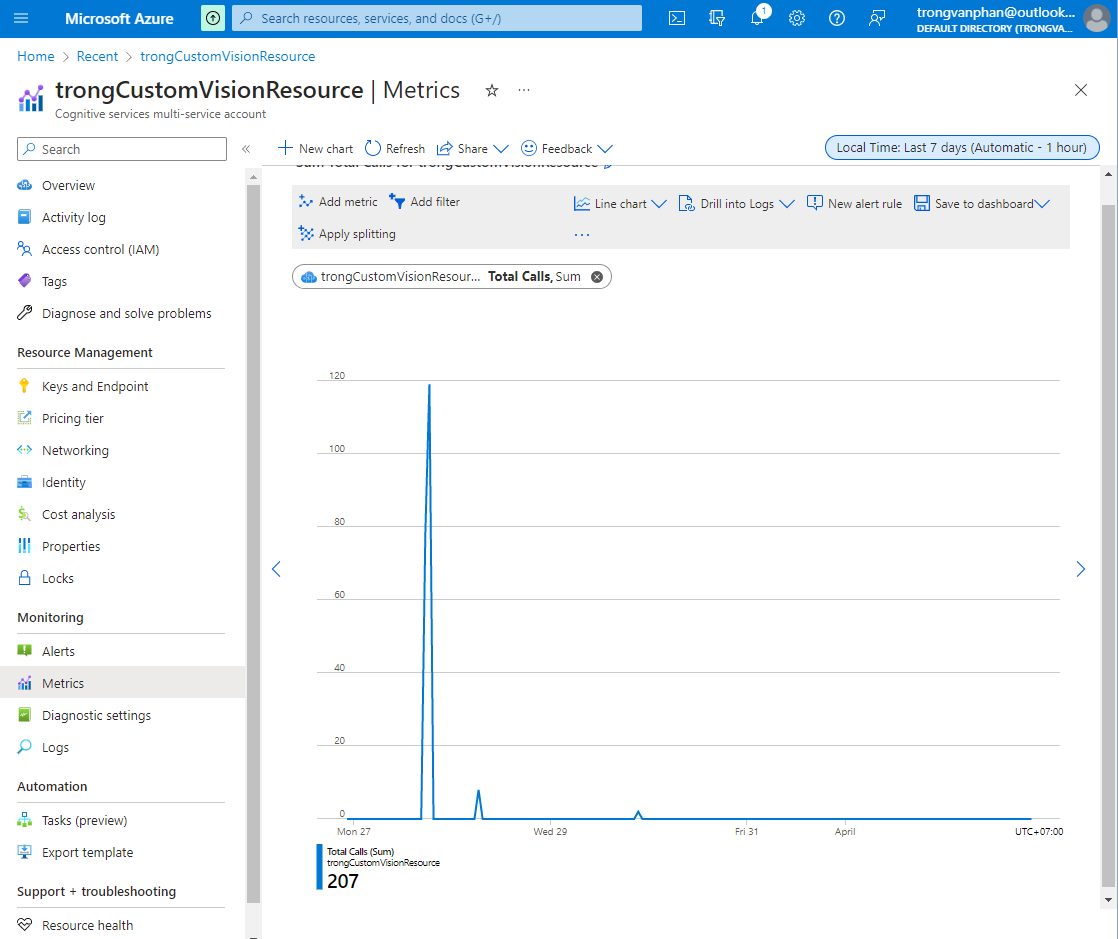 Microsoft Azure
Search resources, services, and docs (G+/)
1
trongvanphan@outlook...
DEFAULT DIRECTORY (TRONGVA...
Home > Recent > trongCustomVisionResource
trongCustomVisionResource | Metrics
Cognitive services multi-service account
Search
New chart Refresh Share Feedback
Local Time: Last 7 days (Automatic - 1 hour)
Overview
Activity log
Access control (IAM)
Tags
Diagnose and solve problems
Resource Management
Keys and Endpoint
Pricing tier
Networking
Identity
Cost analysis
Properties
Locks
Monitoring
Alerts
Metrics
Diagnostic settings
Logs
Automation
Tasks (preview)
Export template
Support + troubleshooting
Resource health
Sum Total Calls for trongCustomVisionResource
Add metric Add filter Line chart Drill into Logs New alert rule Save to dashboard
Apply splitting ...
trongCustomVisionResour... Total Calls, Sum
120
100
80
60
40
20
0
Mon 27 Wed 29 Fri 31 April UTC+07:00
Total Calls (Sum)
trongCustomVisionResource
207